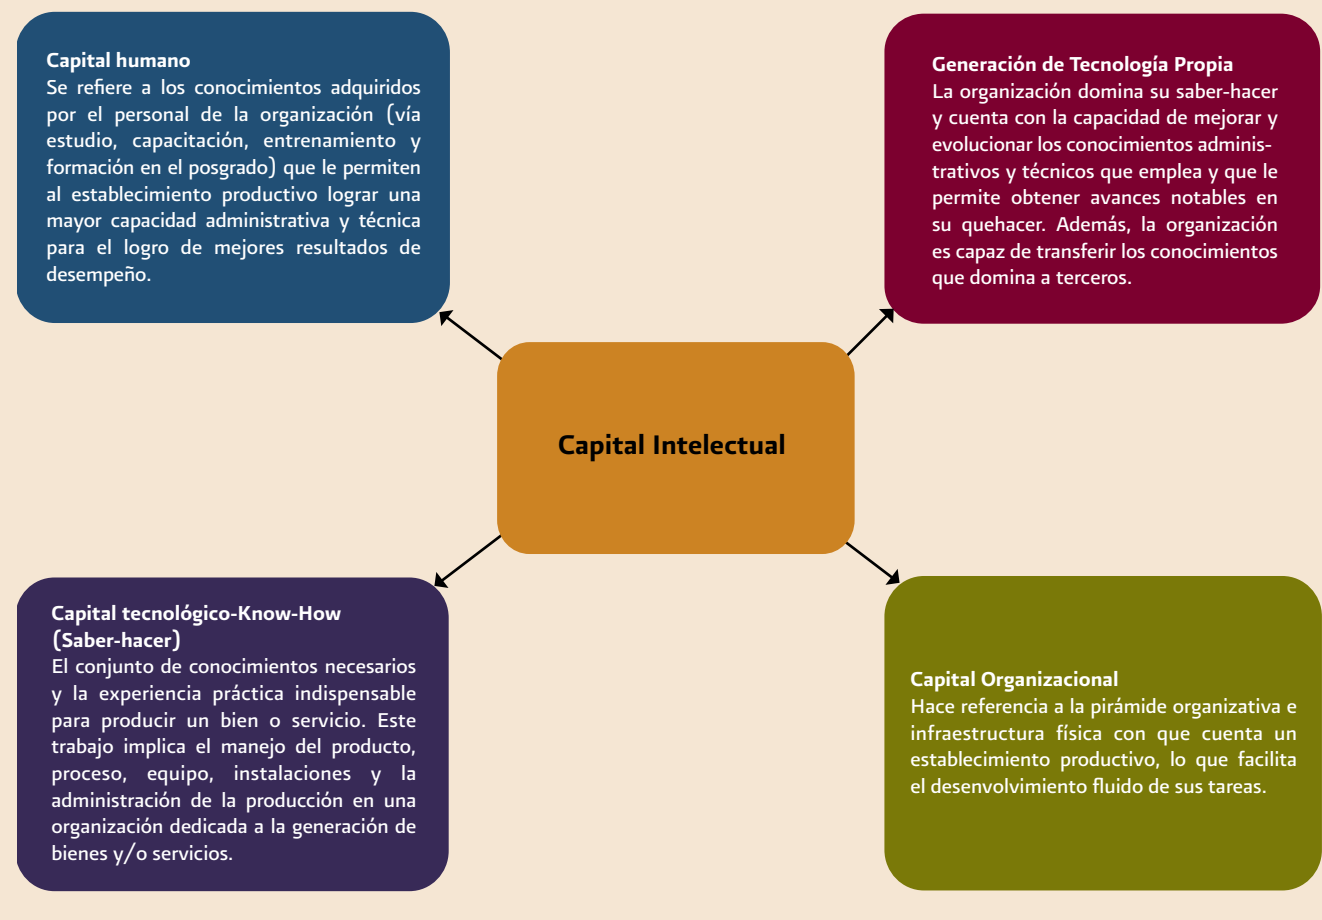 Capital humano
Se refiere a los conocimientos adquiridos
por el personal de la organización (vía
estudio, capacitación, entrenamiento y
formación en el posgrado) que le permiten
al establecimiento productivo lograr una
mayor capacidad administrativa y técnica
para el logro de mejores resultados de
desempeño.
Generación de Tecnología Propia
La organización domina su saber-hacer
y cuenta con la capacidad de mejorar y
evolucionar los conocimientos adminis-
trativos y técnicos que emplea y que le
permite obtener avances notables en
su quehacer. Además, la organización
es capaz de transferir los conocimientos
que domina a terceros.
Capital Intelectual
Capital tecnológico-Know-How
(Saber-hacer)
El conjunto de conocimientos necesarios
y la experiencia práctica indispensable
para producir un bien o servicio. Este
trabajo implica el manejo del producto,
proceso, equipo, instalaciones y la
administración de la producción en una
organización dedicada a la generación de
bienes y/o servicios.
Capital Organizacional
Hace referencia a la pirámide organizativa e
infraestructura física con que cuenta un
establecimiento productivo, lo que facilita
el desenvolvimiento fluido de sus tareas.